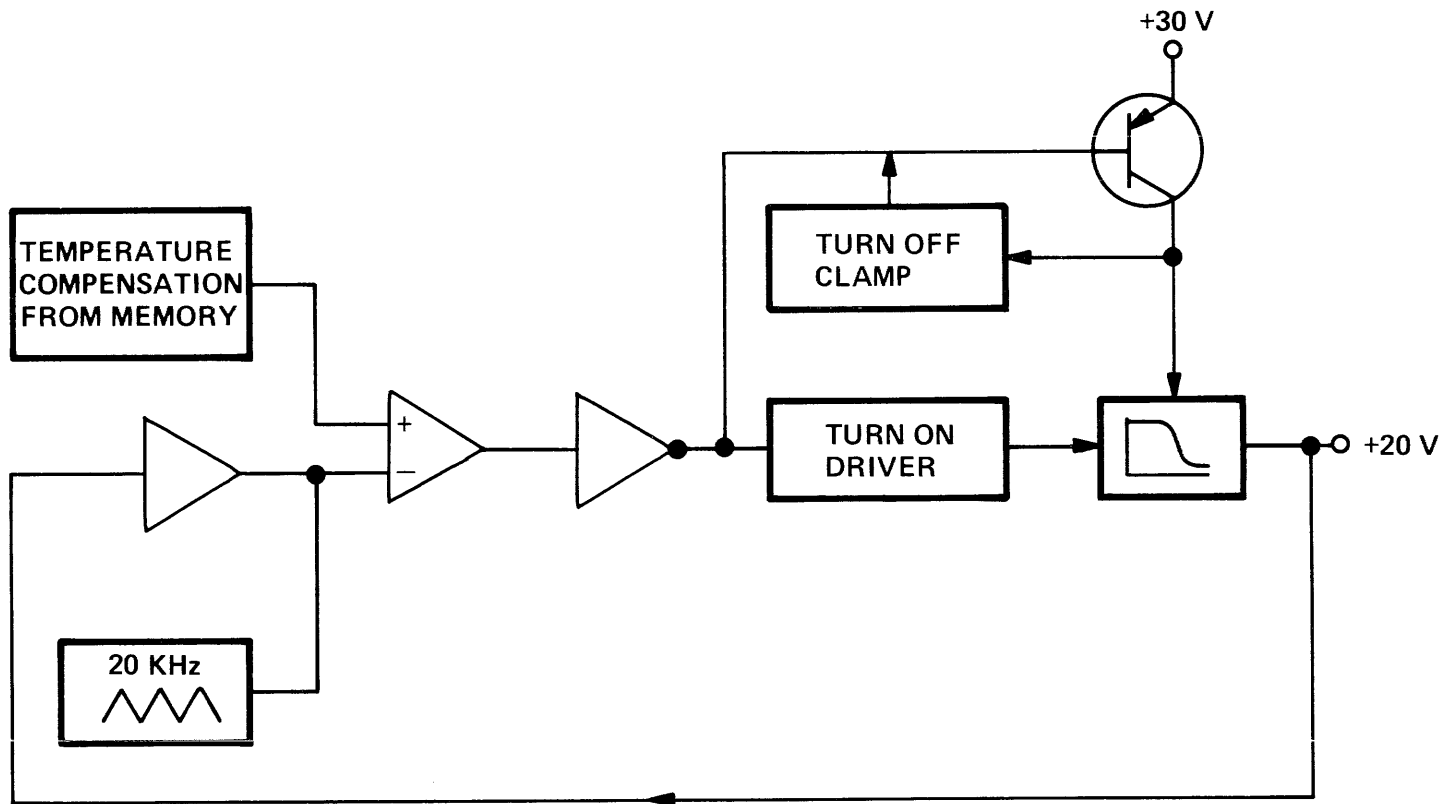 +30 V
TEMPERATURE
COMPENSATION
FROM MEMORY
TURN OFF
CLAMP
+
−
TURN ON
DRIVER
+20 V
20 KHz